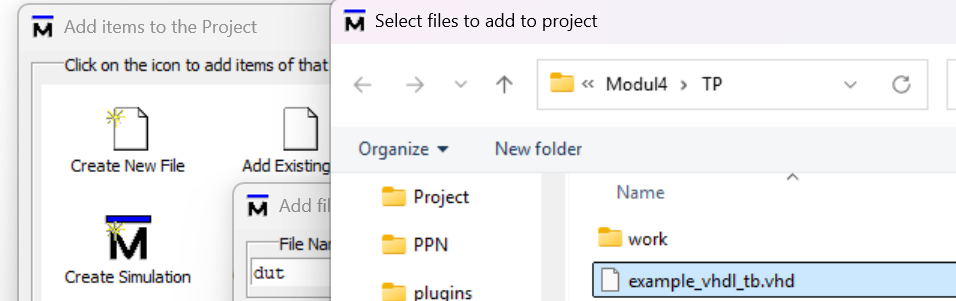 Add items to the Project
Click on the icon to add items of that
Create New File
Add Existing
Create Simulation
Add fil
File Nam
dut
Select files to add to project
« Modul4 › TP
Organize
New folder
Project
PPN
plugins
Name
work
example_vhdl_tb.vhd